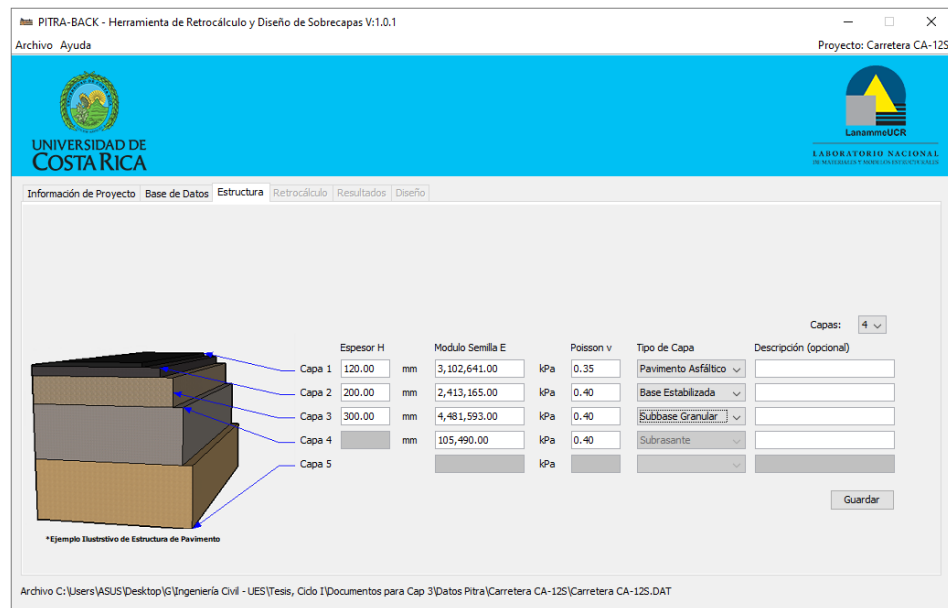 PITRA-BACK - Herramienta de Retrocálculo y Diseño de Sobrecapas V:1.0.1
Archivo Ayuda Proyecto: Carretera CA-12S
UNIVERSIDAD DE
COSTA RICA
LanammeUCR
LABORATORIO NACIONAL
DE MATERIALES Y MODELOS ESTRUCTURALES
Información de Proyecto Base de Datos Estructura Retrocálculo Resultados Diseño
Capas: 4
Espesor H Modulo Semilla E Poisson v Tipo de Capa Descripción (opcional)
Capa 1 120.00 mm 3,102,641.00 kPa 0.35 Pavimento Asfáltico
Capa 2 200.00 mm 2,413,165.00 kPa 0.40 Base Estabilizada
Capa 3 300.00 mm 4,481,593.00 kPa 0.40 Subbase Granular
Capa 4 mm 105,490.00 kPa 0.40 Subrasante
Capa 5 kPa
Guardar
*Ejemplo Ilustrstivo de Estructura de Pavimento
Archivo C:\Users\ASUS\Desktop\G\Ingeniería Civil - UES\Tesis, Ciclo I\Documentos para Cap 3\Datos Pitra\Carretera CA-12S\Carretera CA-12S.DAT